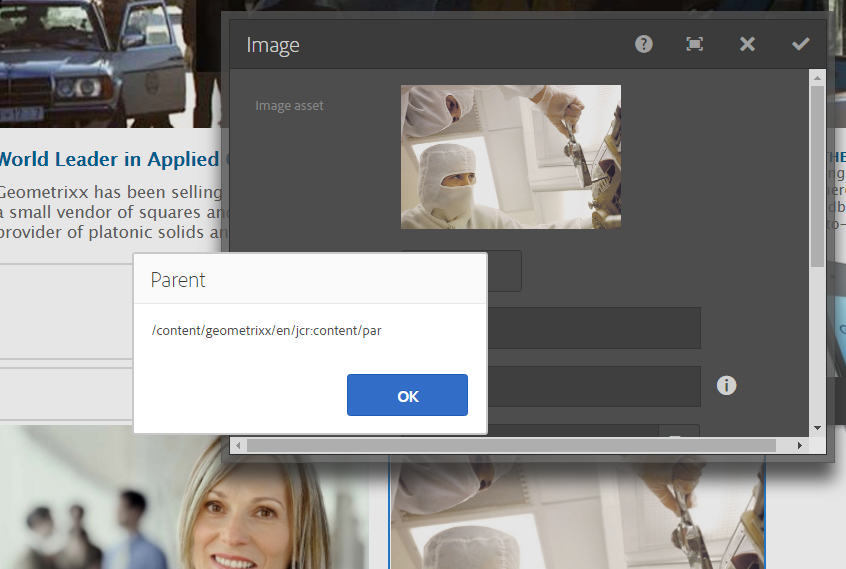 Image
?
Image asset
World Leader in Applied
THE
Geometrixx has been selling
a small vendor of squares and
provider of platonic solids an
Parent
/content/geometrixx/en/jcr:content/par
OK
i